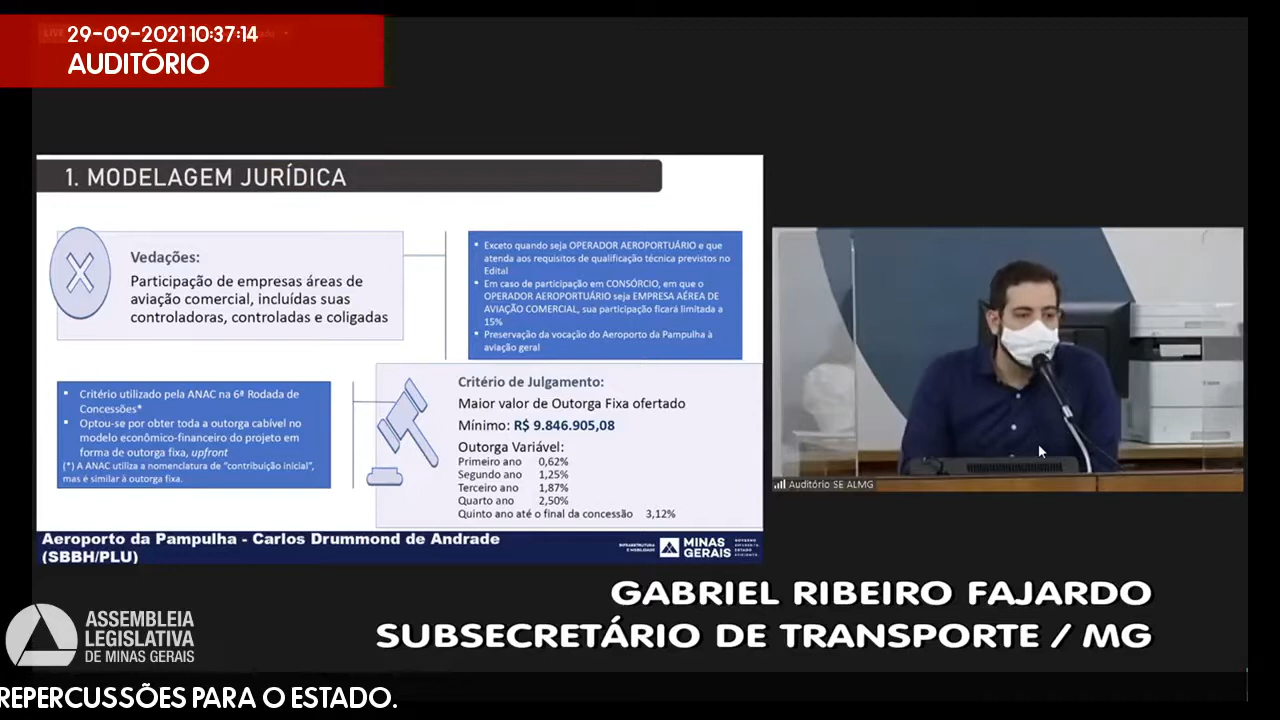 29-09-2021 10:37:14
AUDITÓRIO
1. MODELAGEM JURÍDICA
Vedações:
Participação de empresas áreas de
aviação comercial, incluídas suas
controladoras, controladas e coligadas
Exceto quando seja OPERADOR AEROPORTUÁRIO e que
atenda aos requisitos de qualificação técnica previstos no
Edital
Em caso de participação em CONSÓRCIO, em que o
OPERADOR AEROPORTUÁRIO seja EMPRESA AÉREA DE
AVIAÇÃO COMERCIAL, sua participação ficará limitada a
15%
Preservação da vocação do Aeroporto da Pampulha à
aviação geral
Critério utilizado pela ANAC na 6ª Rodada de
Concessões*
Optou-se por obter toda a outorga cabível no
modelo econômico-financeiro do projeto em
forma de outorga fixa, upfront
(*) A ANAC utiliza a nomenclatura de "contribuição inicial",
mas é similar à outorga fixa.
Critério de Julgamento:
Maior valor de Outorga Fixa ofertado
Mínimo: R$ 9.846.905,08
Outorga Variável:
Primeiro ano 0,62%
Segundo ano 1,25%
Terceiro ano 1,87%
Quarto ano 2,50%
Quinto ano até o final da concessão 3,12%
Aeroporto da Pampulha - Carlos Drummond de Andrade
(SBBH/PLU)
INFRAESTRUTURA
E MOBILIDADE
MINAS
GERAIS
Auditório SE ALMG
GABRIEL RIBEIRO FAJARDO
SUBSECRETÁRIO DE TRANSPORTE / MG
ASSEMBLEIA
LEGISLATIVA
DE MINAS GERAIS
REPERCUSSÕES PARA O ESTADO.